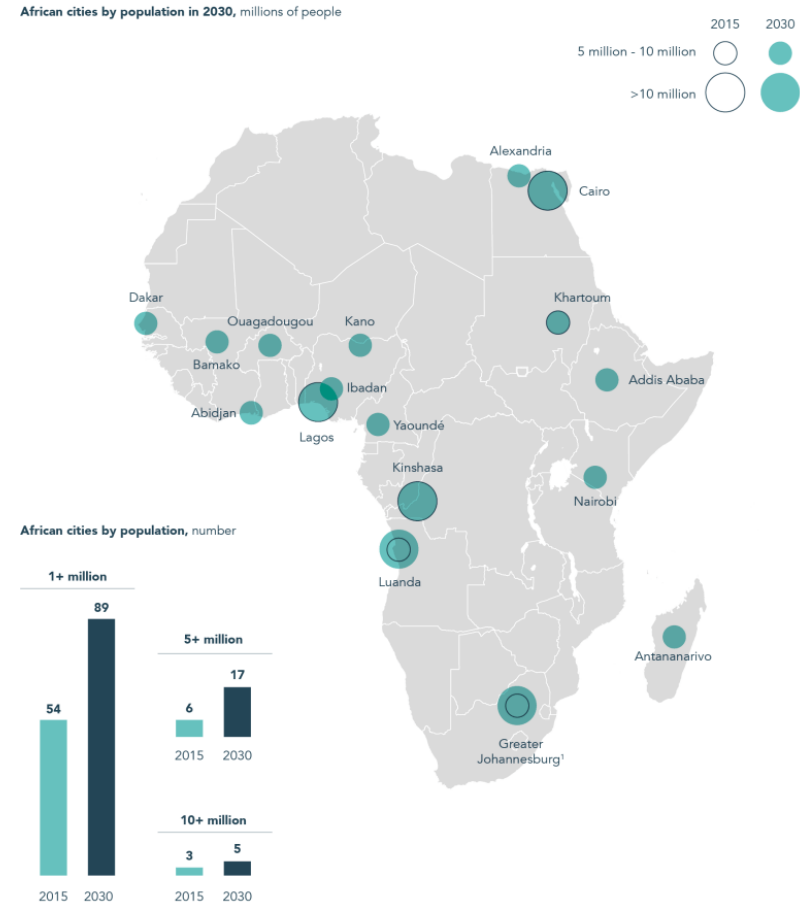 African cities by population in 2030, millions of people
2015 2030
5 million - 10 million
>10 million
Alexandria
Cairo
Dakar
Khartoum
Ouagadougou
Kano
Bamako
Addis Ababa
Ibadan
Abidjan
Yaoundé
Lagos
Kinshasa
Nairobi
Luanda
Antananarivo
Greater
Johannesburg¹
African cities by population, number
1+ million
89
54
2015 2030
5+ million
17
6
2015 2030
10+ million
5
3
2015 2030